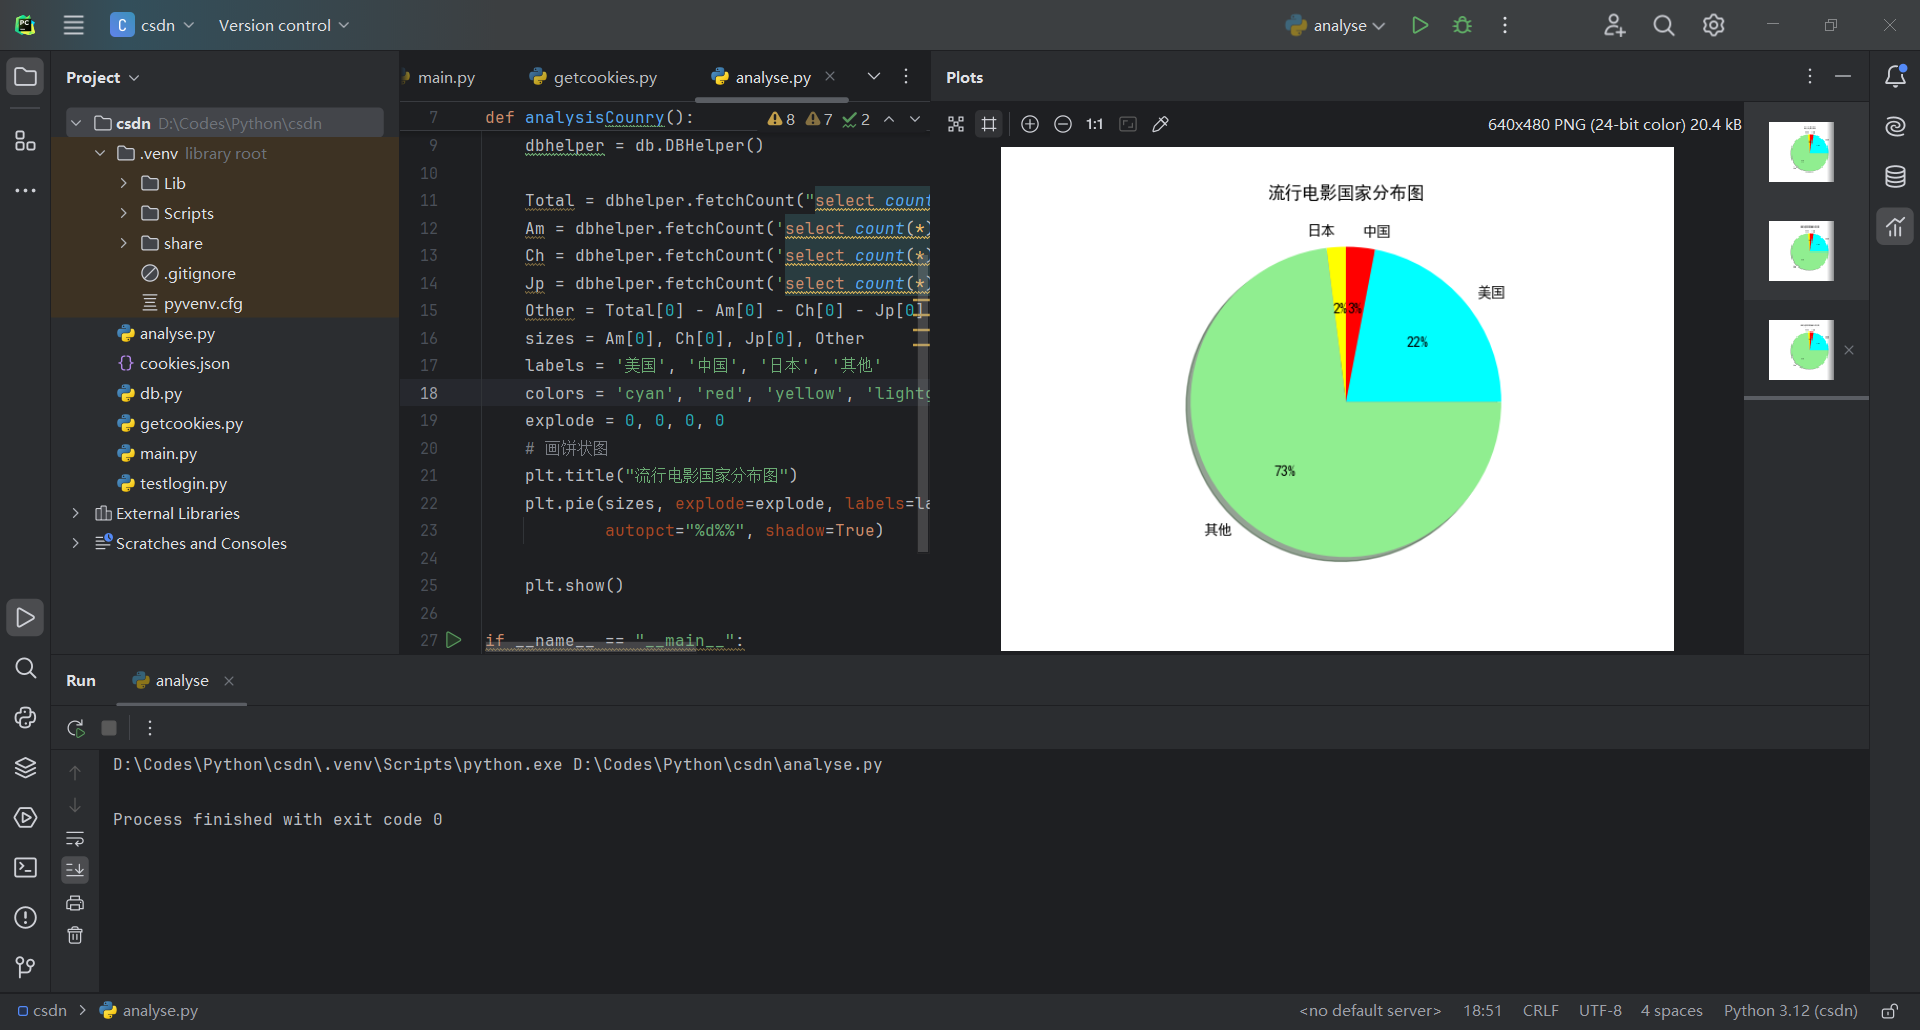 C csdn Version control analyse
Project
main.py getcookies.py analyse.py
Plots
csdn D:\Codes\Python\csdn
.venv library root
Lib
Scripts
share
.gitignore
pyvenv.cfg
analyse.py
cookies.json
db.py
getcookies.py
main.py
testlogin.py
External Libraries
Scratches and Consoles
7 def analysisCounry(): 8 7 2
9 dbhelper = db.DBHelper()
10
11 Total = dbhelper.fetchCount("select count
12 Am = dbhelper.fetchCount('select count(*)
13 Ch = dbhelper.fetchCount('select count(*)
14 Jp = dbhelper.fetchCount('select count(*)
15 Other = Total[0] - Am[0] - Ch[0] - Jp[0]
16 sizes = Am[0], Ch[0], Jp[0], Other
17 labels = '美国', '中国', '日本', '其他'
18 colors = 'cyan', 'red', 'yellow', 'lightg
19 explode = 0, 0, 0, 0
20 # 画饼状图
21 plt.title("流行电影国家分布图")
22 plt.pie(sizes, explode=explode, labels=la
23 autopct="%d%%", shadow=True)
24
25 plt.show()
26
27 if __name__ == "__main__":
1:1 640x480 PNG (24-bit color) 20.4 kB
流行电影国家分布图
日本 中国
美国
2% 3%
22%
73%
其他
Run analyse
D:\Codes\Python\csdn\.venv\Scripts\python.exe D:\Codes\Python\csdn\analyse.py
Process finished with exit code 0
csdn > analyse.py <no default server> 18:51 CRLF UTF-8 4 spaces Python 3.12 (csdn)